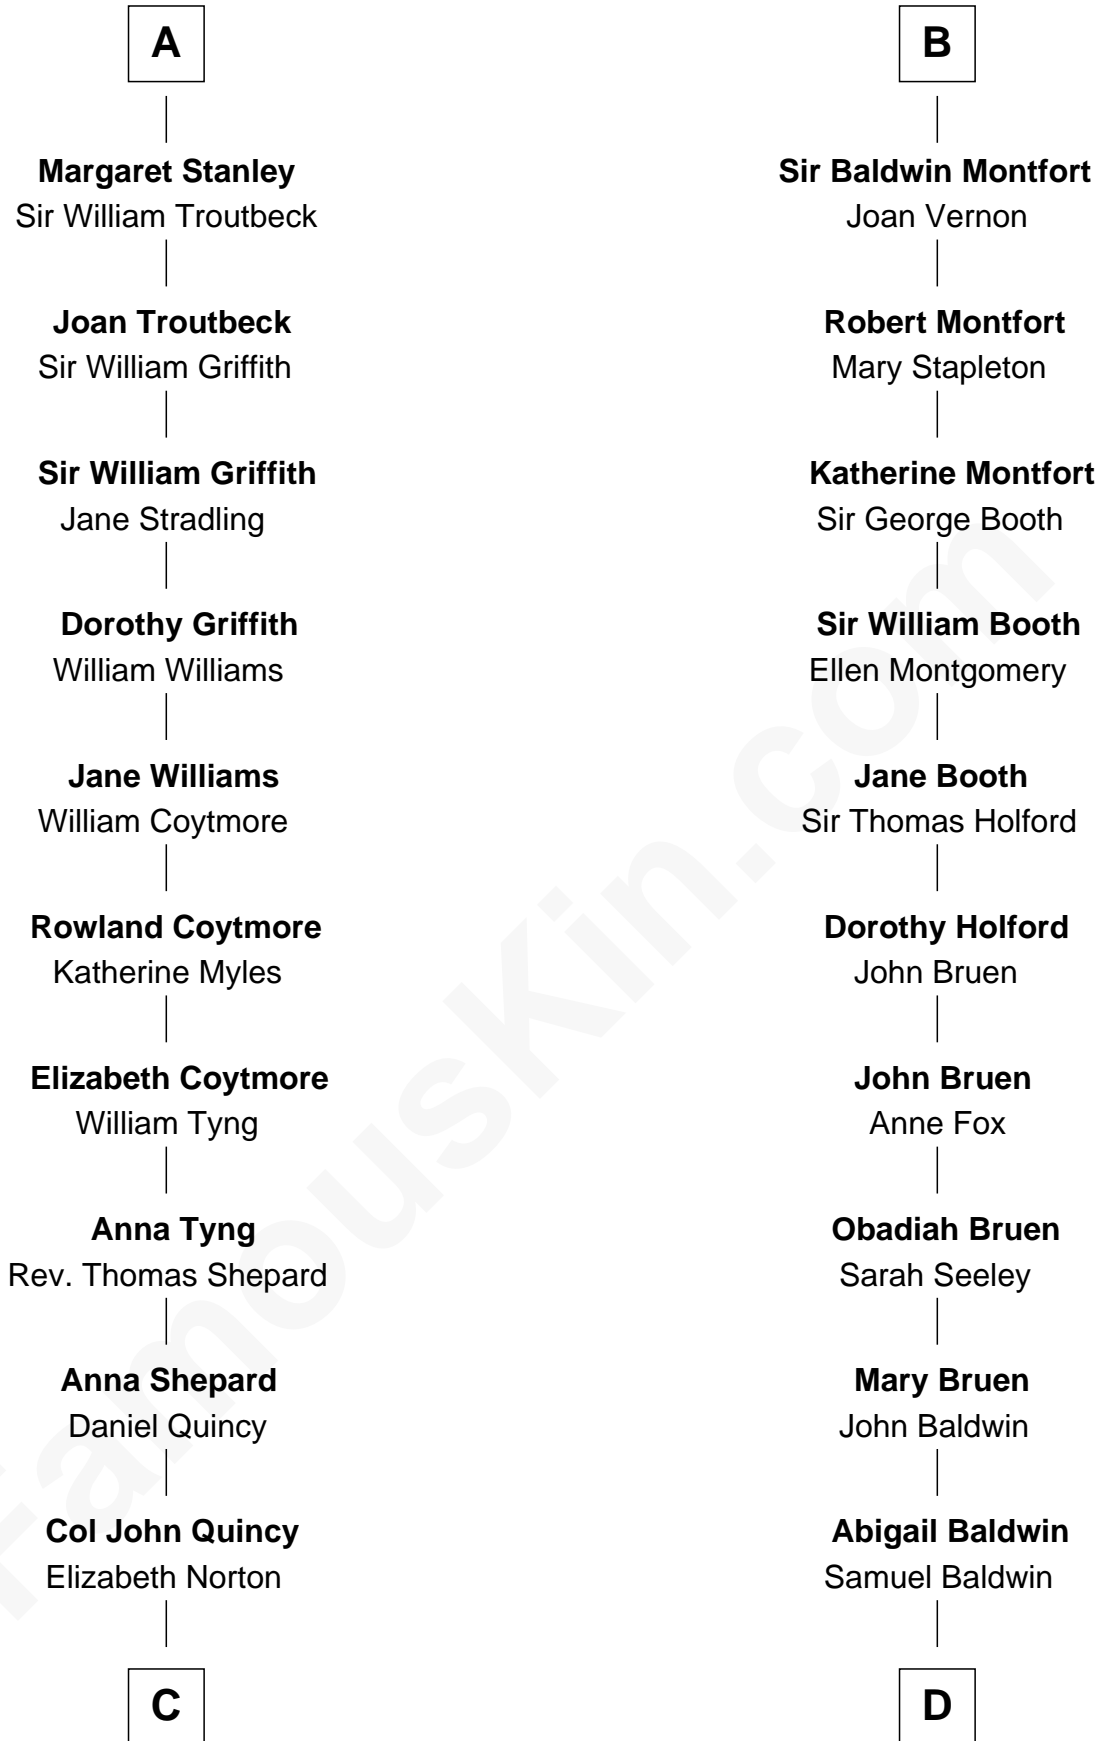 A
Margaret Stanley
Sir William Troutbeck
Joan Troutbeck
Sir William Griffith
Sir William Griffith
Jane Stradling
Dorothy Griffith
William Williams
Jane Williams
William Coytmore
Rowland Coytmore
Katherine Myles
Elizabeth Coytmore
William Tyng
Anna Tyng
Rev. Thomas Shepard
Anna Shepard
Daniel Quincy
Col John Quincy
Elizabeth Norton
C
B
Sir Baldwin Montfort
Joan Vernon
Robert Montfort
Mary Stapleton
Katherine Montfort
Sir George Booth
Sir William Booth
Ellen Montgomery
Jane Booth
Sir Thomas Holford
Dorothy Holford
John Bruen
John Bruen
Anne Fox
Obadiah Bruen
Sarah Seeley
Mary Bruen
John Baldwin
Abigail Baldwin
Samuel Baldwin
D
FamousKin.com